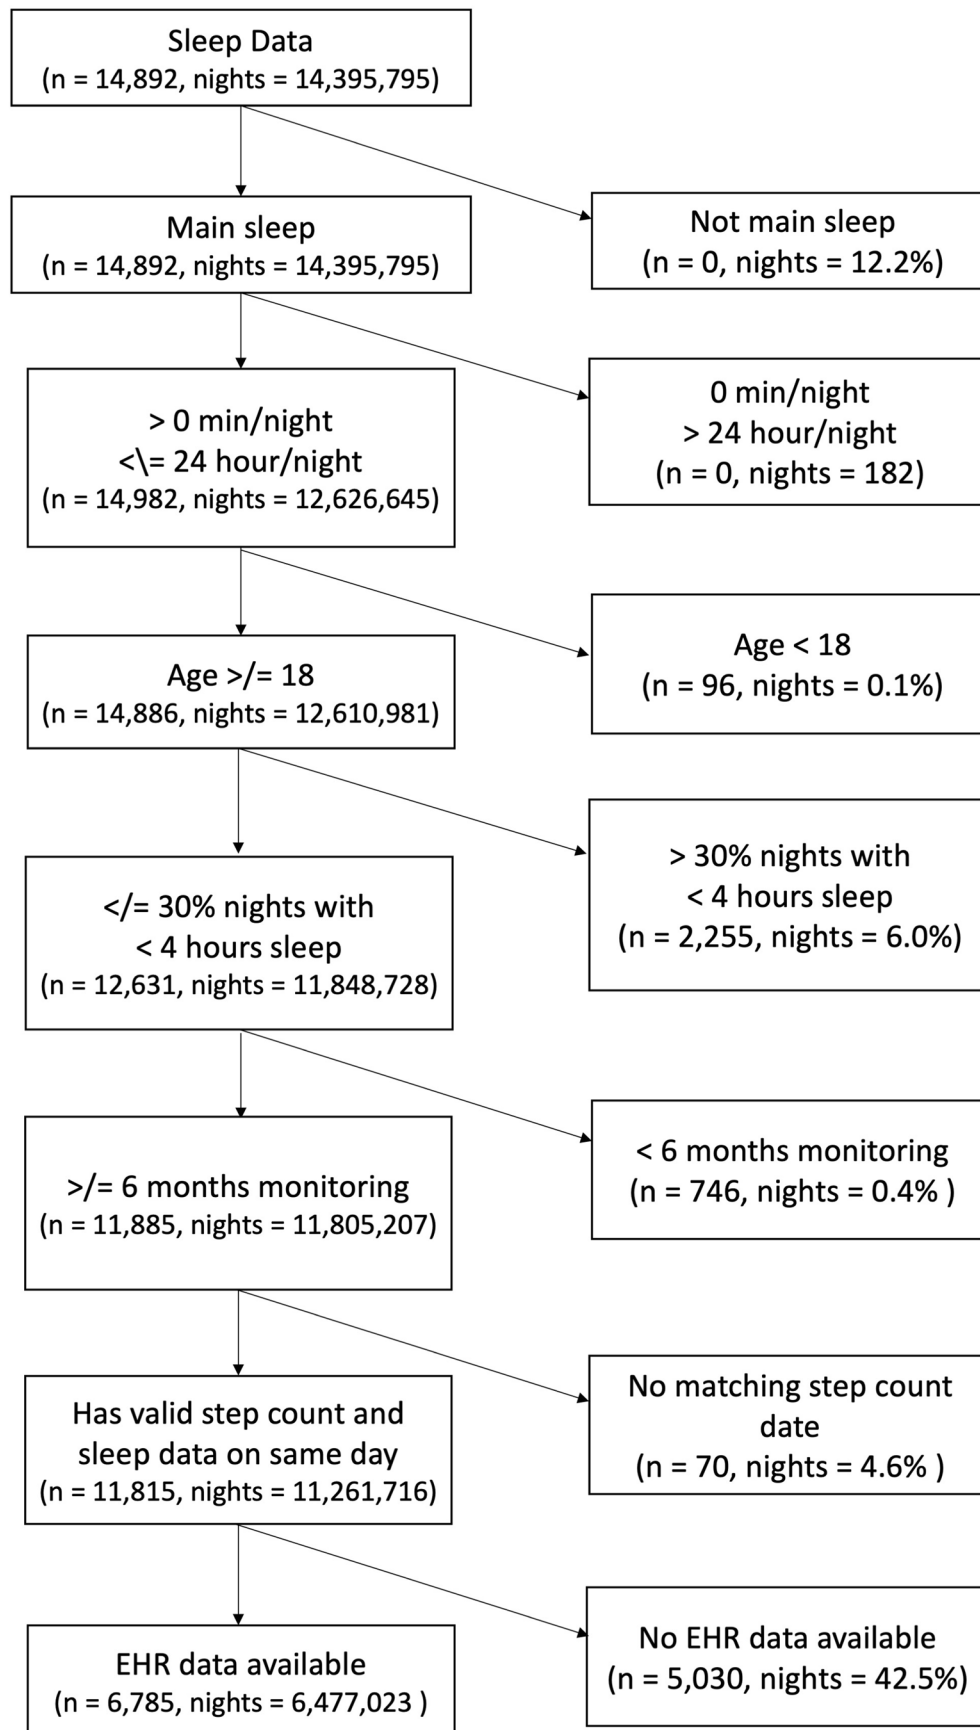 Sleep Data
(n = 14,892, nights = 14,395,795)
Main sleep
(n = 14,892, nights = 14,395,795)
Not main sleep
(n = 0, nights = 12.2%)
> 0 min/night
<\= 24 hour/night
(n = 14,982, nights = 12,626,645)
0 min/night
> 24 hour/night
(n = 0, nights = 182)
Age >/= 18
(n = 14,886, nights = 12,610,981)
Age < 18
(n = 96, nights = 0.1%)
</= 30% nights with
< 4 hours sleep
(n = 12,631, nights = 11,848,728)
> 30% nights with
< 4 hours sleep
(n = 2,255, nights = 6.0%)
>/= 6 months monitoring
(n = 11,885, nights = 11,805,207)
< 6 months monitoring
(n = 746, nights = 0.4% )
Has valid step count and
sleep data on same day
(n = 11,815, nights = 11,261,716)
No matching step count
date
(n = 70, nights = 4.6% )
EHR data available
(n = 6,785, nights = 6,477,023 )
No EHR data available
(n = 5,030, nights = 42.5%)